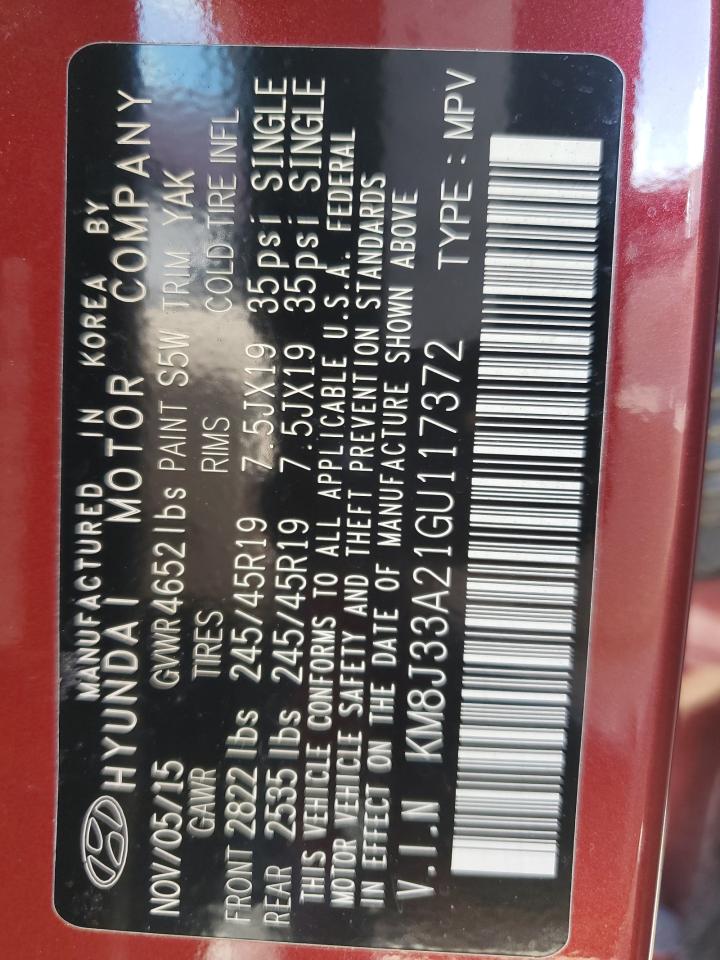 MANUFACTURED IN KOREA BY
HYUNDAI MOTOR COMPANY
NOV/05/15 GVWR4652lbs PAINT S5W TRIM YAK
GAWR TIRES RIMS COLD TIRE INFL
FRONT 2822lbs 245/45R19 7.5JX19 35psi SINGLE
REAR 2535lbs 245/45R19 7.5JX19 35psi SINGLE
THIS VEHICLE CONFORMS TO ALL APPLICABLE U.S.A. FEDERAL
MOTOR VEHICLE SAFETY AND THEFT PREVENTION STANDARDS
IN EFFECT ON THE DATE OF MANUFACTURE SHOWN ABOVE
V.I.N KM8J33A21GU117372 TYPE : MPV